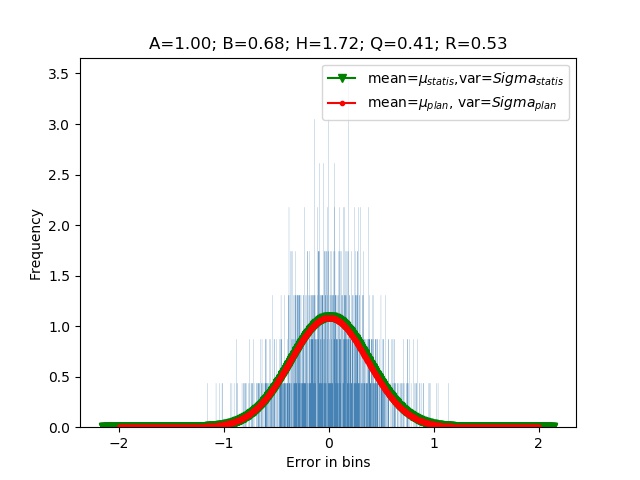 A=1.00; B=0.68; H=1.72; Q=0.41; R=0.53
mean=μstatis,var=Sigmastatis
mean=μplan, var=Sigmaplan
3.5
3.0
2.5
2.0
1.5
1.0
0.5
0.0
Frequency
−2
−1
0
1
2
Error in bins